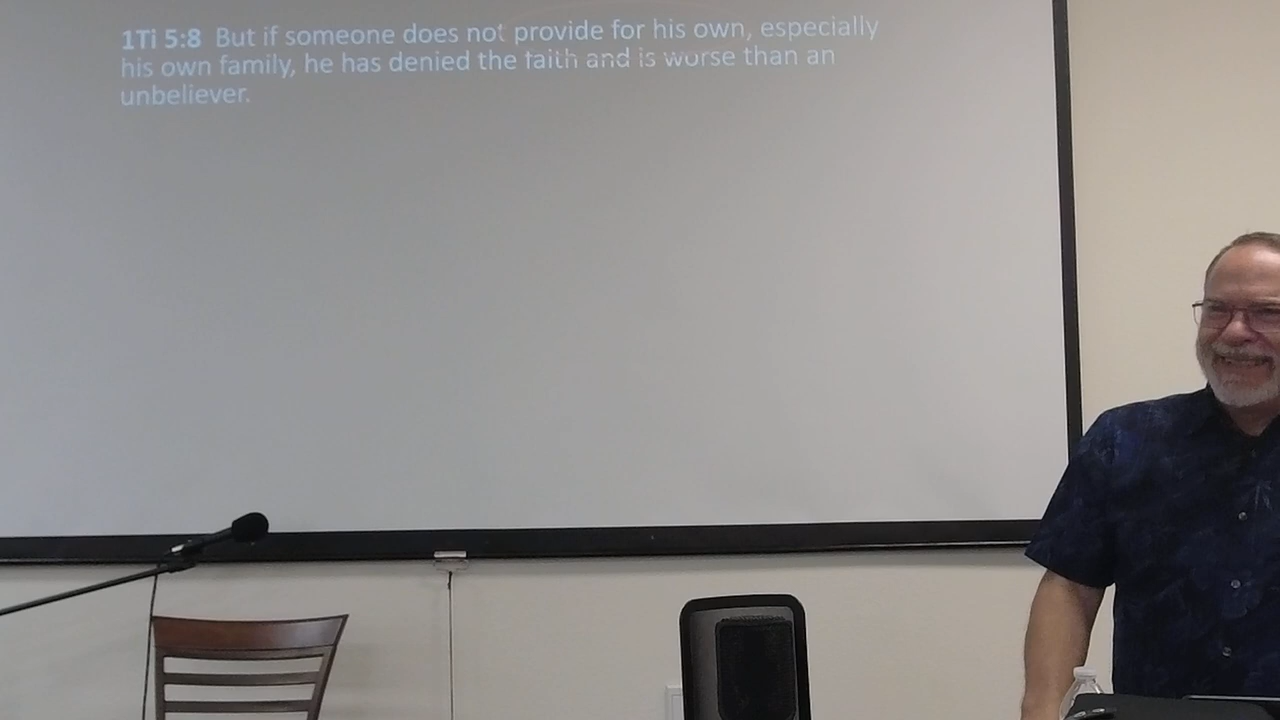 1Ti 5:8 But if someone does not provide for his own, especially
his own family, he has denied the faith and is worse than an
unbeliever.